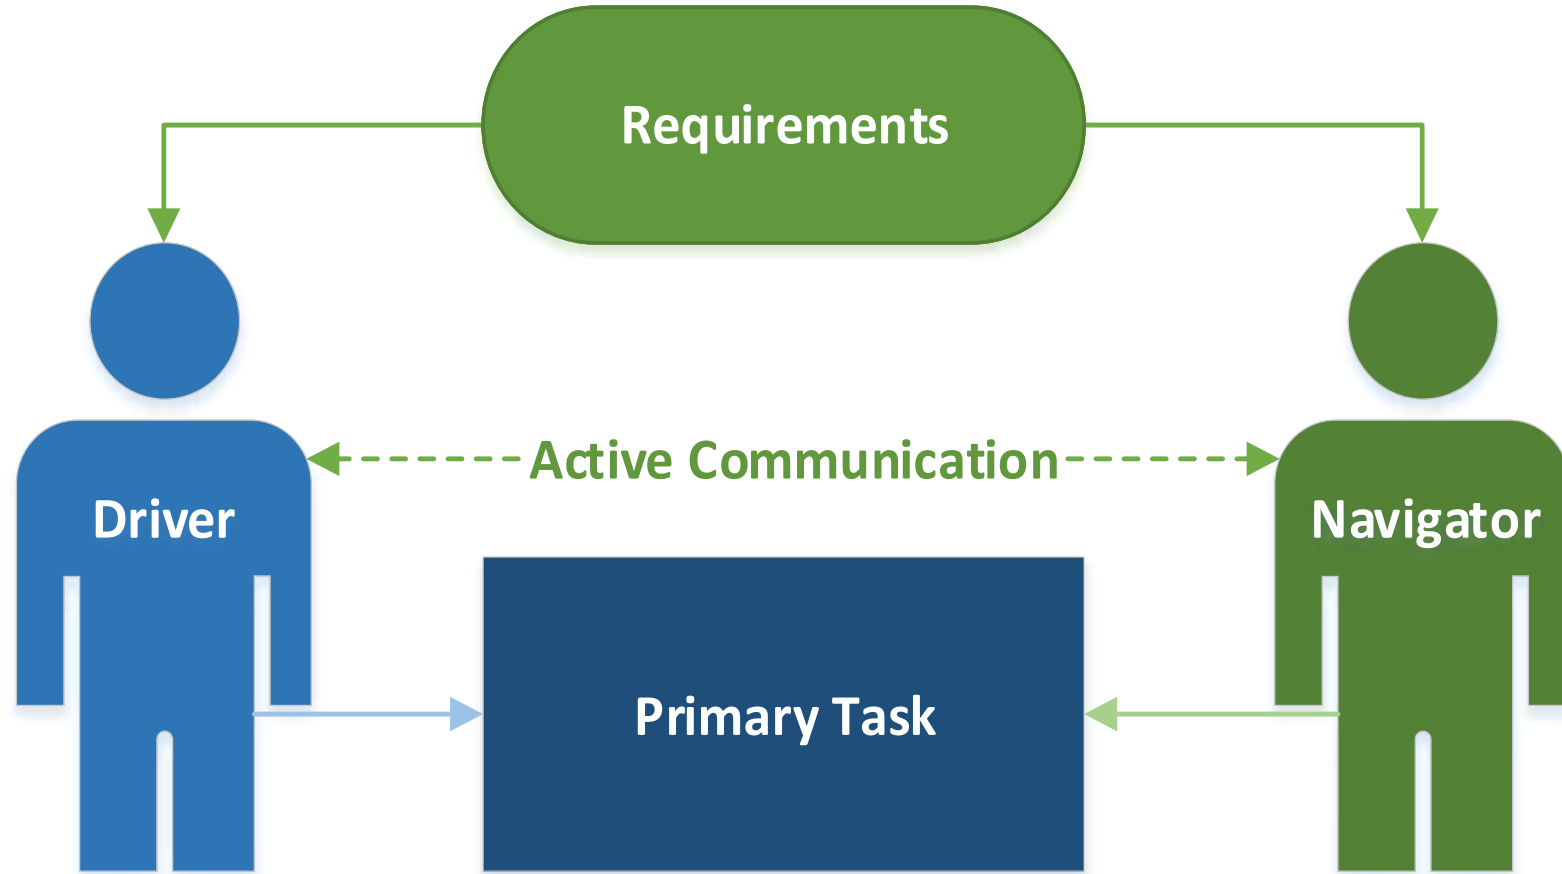 Requirements
Active Communication
Driver
Navigator
Primary Task